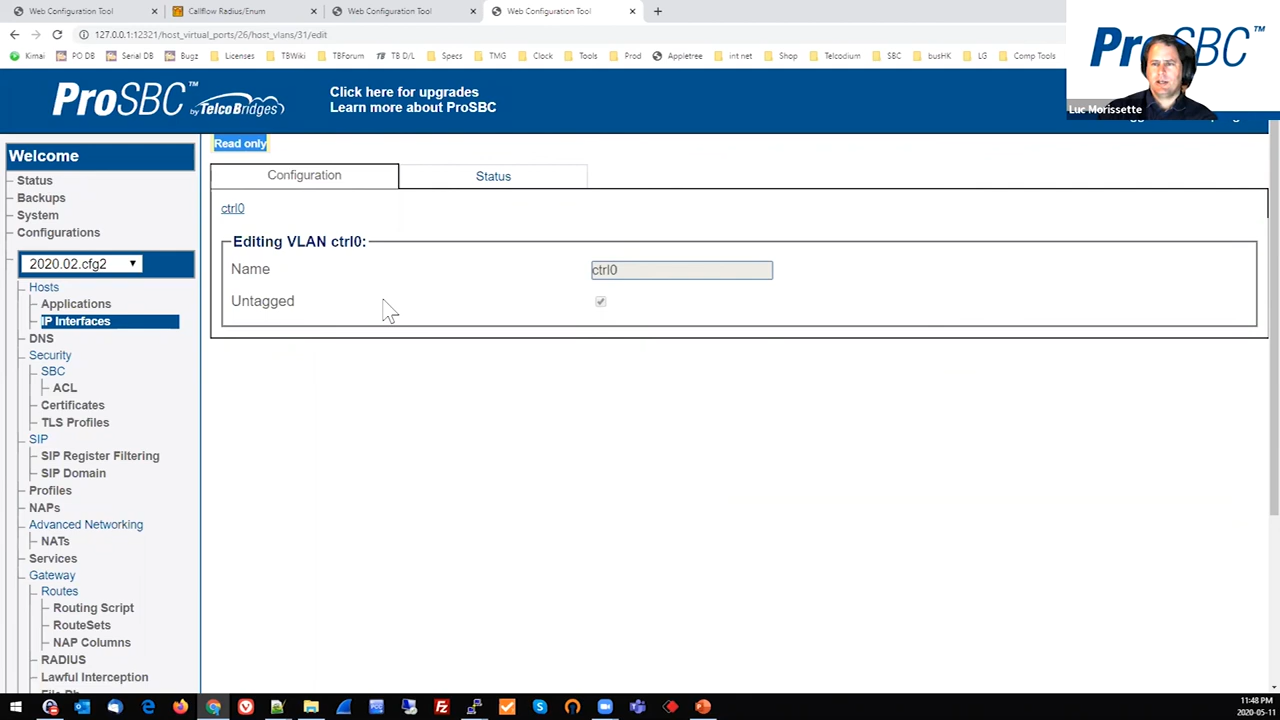 Web Configuration Tool
Callflow Radius/Enum
Web Configuration Tool
Web Configuration Tool
127.0.0.1:12321/host_virtual_ports/26/host_vlans/31/edit
Kimai
PO DB
Serial DB
Bugz
Licenses
TBWiki
TBForum
TB D/L
Specs
TMG
Clock
Tools
Prod
Appletree
int net
Shop
Telcodium
SBC
busHK
LG
Comp Tools
ProSBC™
Luc Morissette
ProSBC™
by TelcoBridges
Click here for upgrades
Learn more about ProSBC
Welcome
Status
Backups
System
Configurations
2020.02.cfg2
Hosts
Applications
IP Interfaces
DNS
Security
SBC
ACL
Certificates
TLS Profiles
SIP
SIP Register Filtering
SIP Domain
Profiles
NAPs
Advanced Networking
NATs
Services
Gateway
Routes
Routing Script
RouteSets
NAP Columns
RADIUS
Lawful Interception
Read only
Configuration
Status
ctrl0
Editing VLAN ctrl0:
Name
ctrl0
Untagged
11:48 PM
2020-05-11